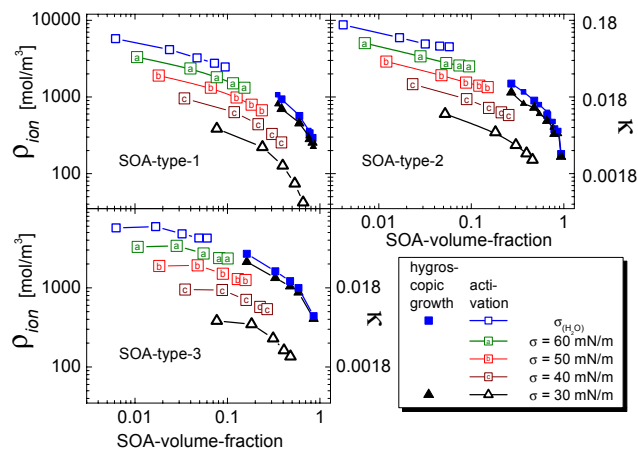 10000
1000
100
ρion [mol/m³]
SOA-type-1
a a a a a
b b b b b
c c c c c
0.18
0.018
0.0018
κ
SOA-type-2
a a a a a
b b b b b
c c c c c
0.01 0.1 1
SOA-volume-fraction
1000
100
ρion [mol/m³]
SOA-type-3
a a a a a
b b b b b
c c c c c
0.018
0.0018
κ
0.01 0.1 1
SOA-volume-fraction
hygros-
copic
growth
acti-
vation
σ(H2O)
a σ = 60 mN/m
b σ = 50 mN/m
c σ = 40 mN/m
σ = 30 mN/m